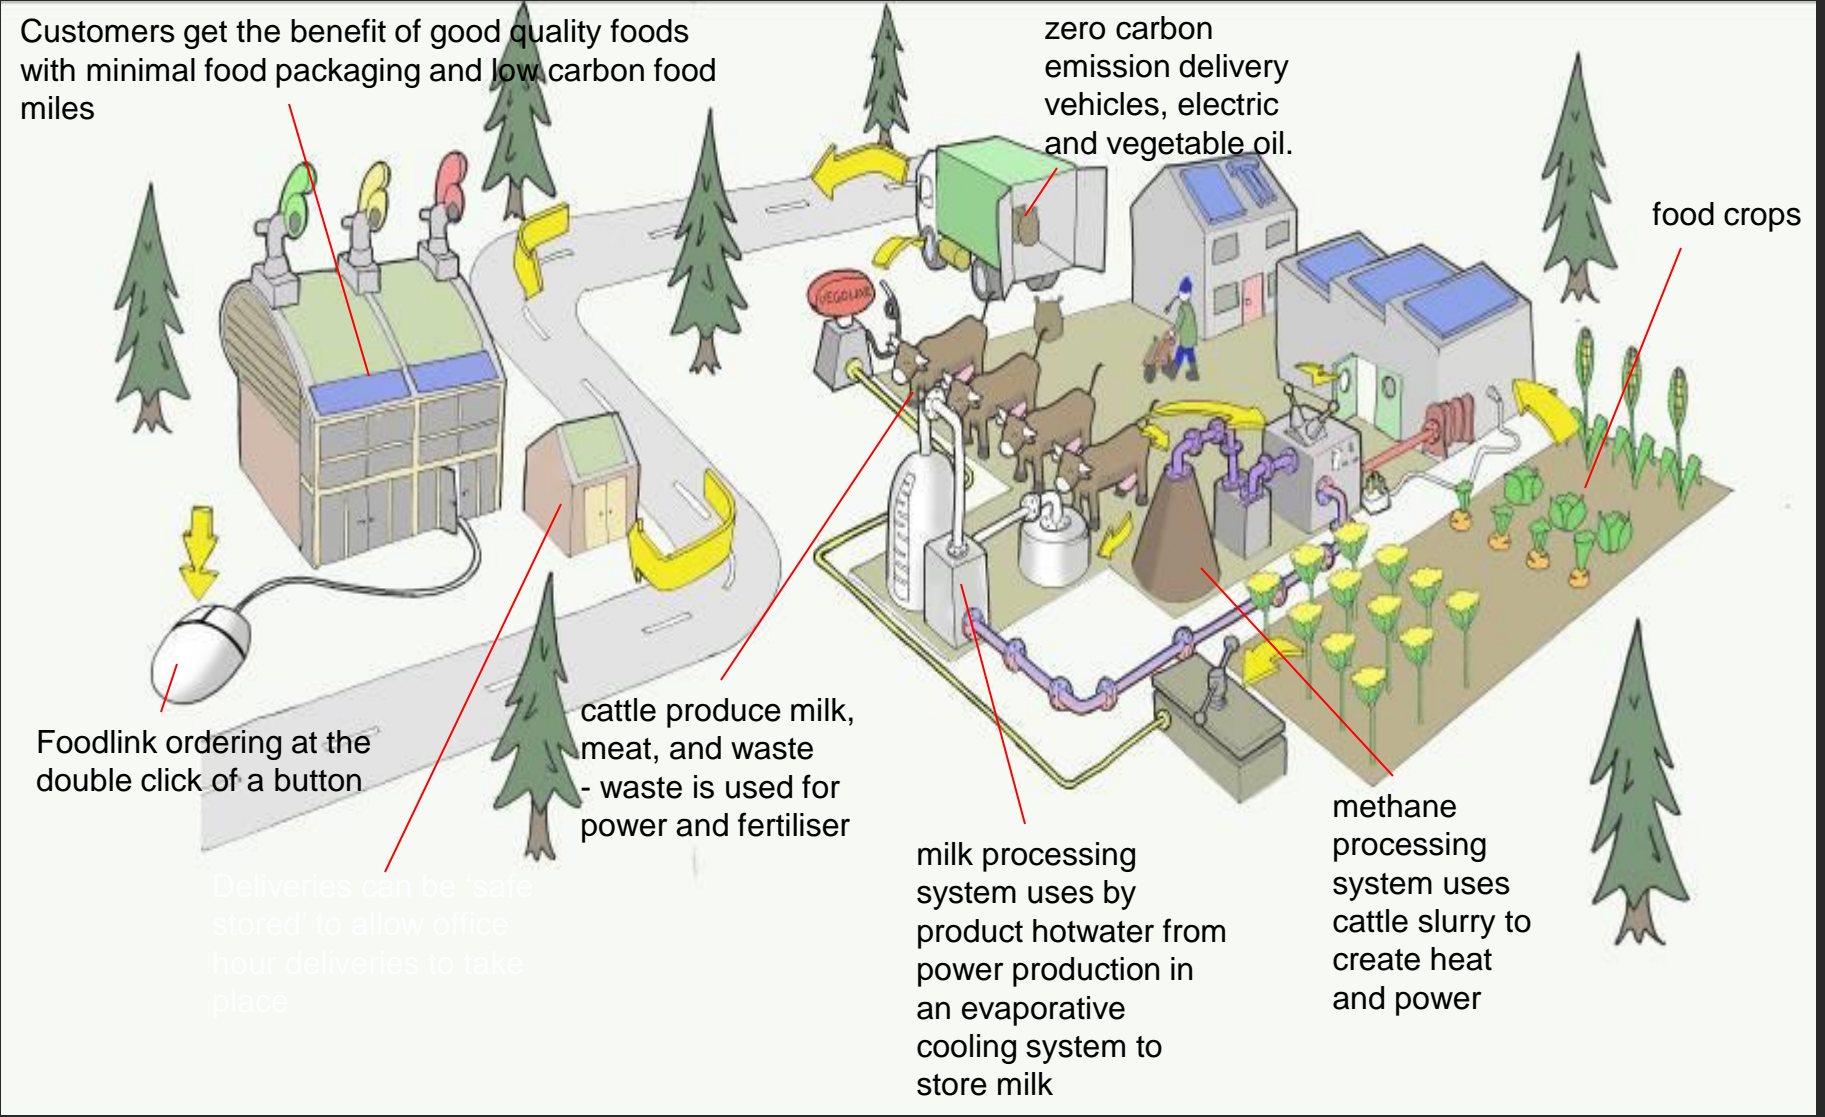 Customers get the benefit of good quality foods
with minimal food packaging and low carbon food
miles
zero carbon
emission delivery
vehicles, electric
and vegetable oil.
food crops
VEGOLINE
Foodlink ordering at the
double click of a button
cattle produce milk,
meat, and waste
- waste is used for
power and fertiliser
Deliveries can be 'safe
stored' to allow office
hour deliveries to take
place
milk processing
system uses by
product hotwater from
power production in
an evaporative
cooling system to
store milk
methane
processing
system uses
cattle slurry to
create heat
and power